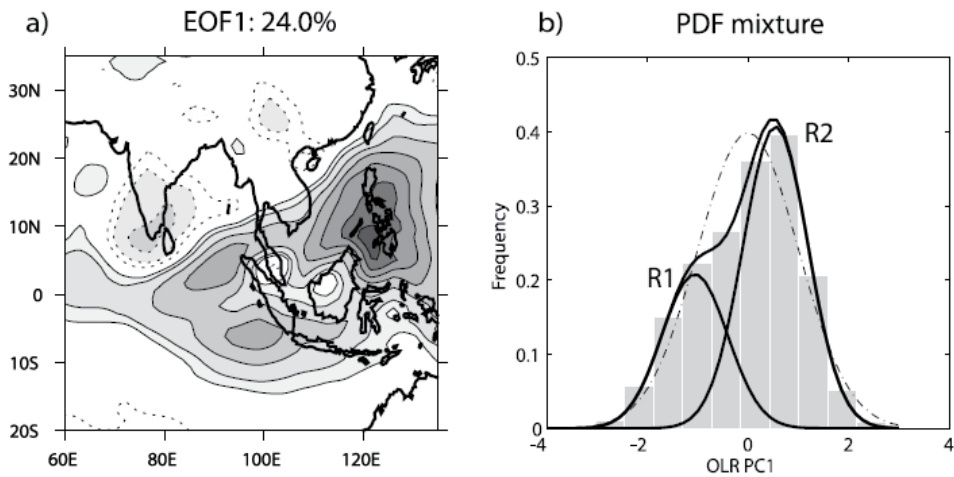 a) EOF1: 24.0%
30N
20N
10N
0
10S
20S
60E 80E 100E 120E
b) PDF mixture
0.5
0.4
0.3
0.2
0.1
0
Frequency
R1
R2
−4 −2 0 2 4
OLR PC1